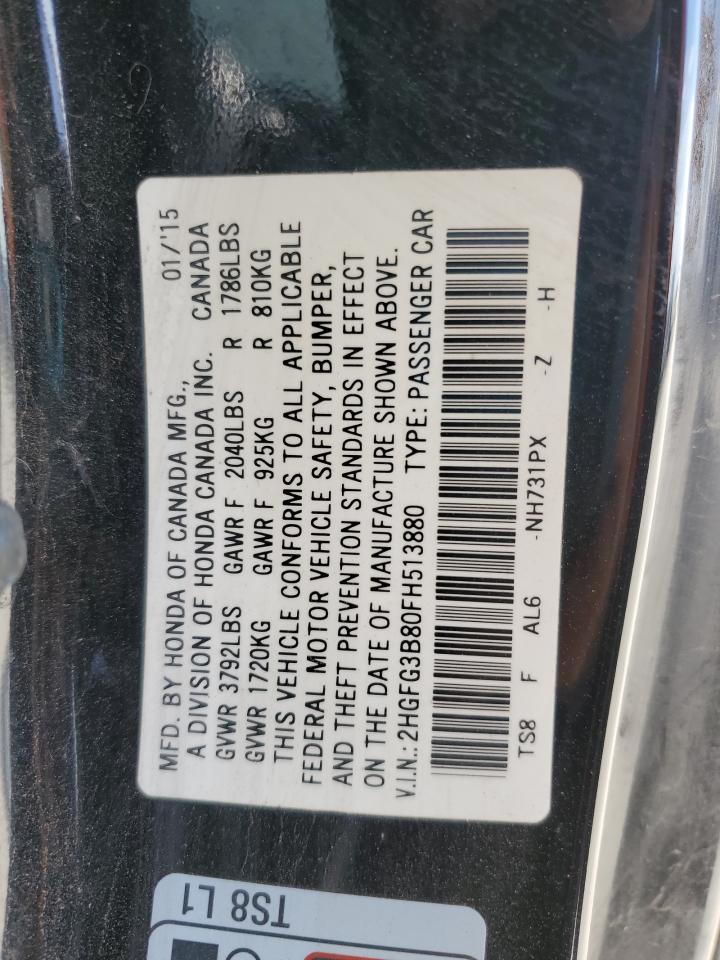 MFD. BY HONDA OF CANADA MFG., 01/'15
A DIVISION OF HONDA CANADA INC. CANADA
GVWR 3792LBS GAWR F 2040LBS R 1786LBS
GVWR 1720KG GAWR F 925KG R 810KG
THIS VEHICLE CONFORMS TO ALL APPLICABLE
FEDERAL MOTOR VEHICLE SAFETY, BUMPER,
AND THEFT PREVENTION STANDARDS IN EFFECT
ON THE DATE OF MANUFACTURE SHOWN ABOVE.
V.I.N.: 2HGFG3B80FH513880 TYPE: PASSENGER CAR
TS8 F AL6 -NH731PX -Z -H
TS8 L1